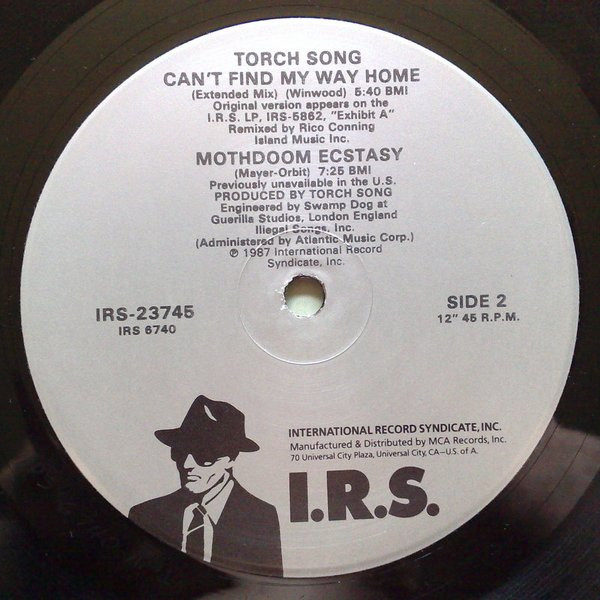 TORCH SONG
CAN'T FIND MY WAY HOME
(Extended Mix) (Winwood) 5:40 BMI
Original version appears on the
I.R.S. LP, IRS-5862, "Exhibit A"
Remixed by Rico Conning
Island Music Inc.
MOTHDOOM ECSTASY
(Mayer-Orbit) 7:25 BMI
Previously unavailable in the U.S.
PRODUCED BY TORCH SONG
Engineered by Swamp Dog at
Guerilla Studios, London England
Illegal Songs, Inc.
(Administered by Atlantic Music Corp.)
℗ 1987 International Record
Syndicate, Inc.
IRS-23745
IRS 6740
SIDE 2
12" 45 R.P.M.
INTERNATIONAL RECORD SYNDICATE, INC.
Manufactured & Distributed by MCA Records, Inc.
70 Universal City Plaza, Universal City, CA—U.S. of A.
I.R.S.